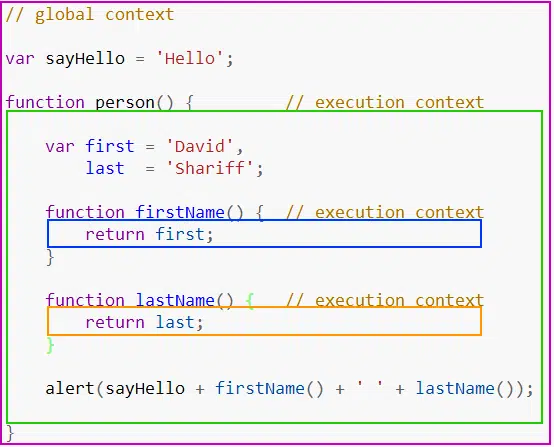 // global context
var sayHello = 'Hello';
function person() {          // execution context
    var first = 'David',
        last  = 'Shariff';
    function firstName() {  // execution context
        return first;
    }
    function lastName() {   // execution context
        return last;
    }
    alert(sayHello + firstName() + ' ' + lastName());
}